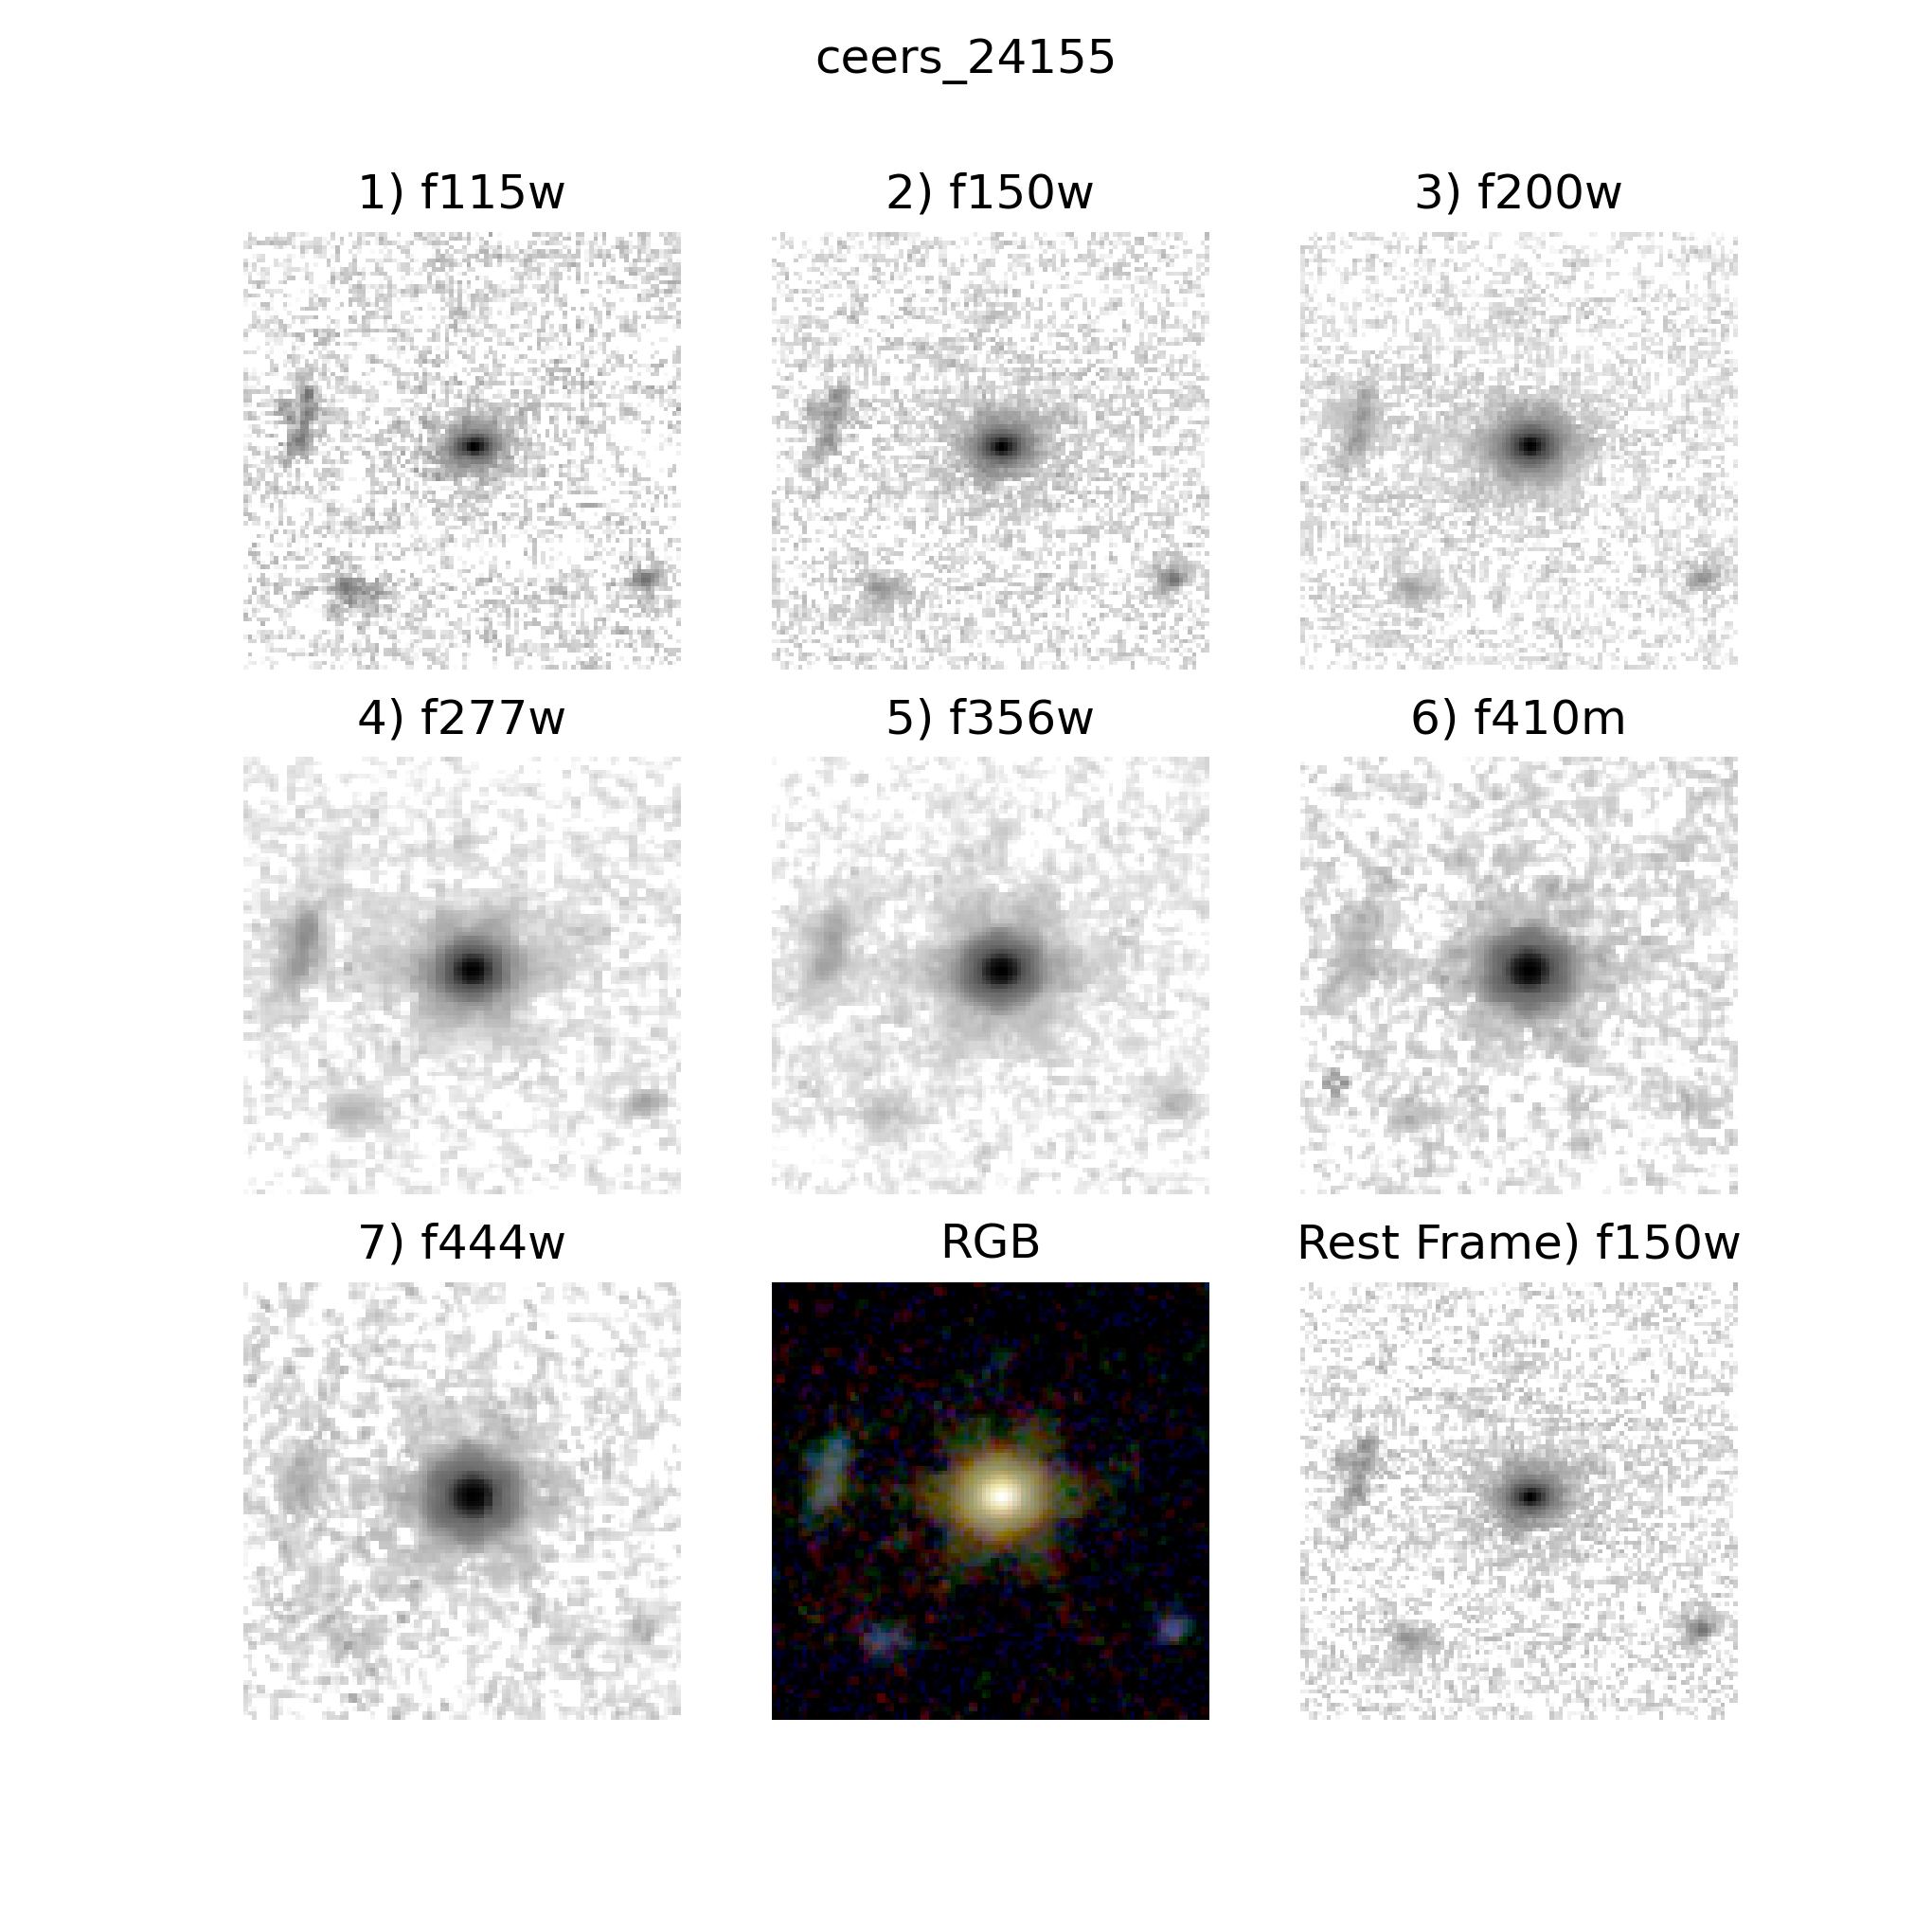 ceers_24155
1) f115w
2) f150w
3) f200w
4) f277w
5) f356w
6) f410m
7) f444w
RGB
Rest Frame) f150w